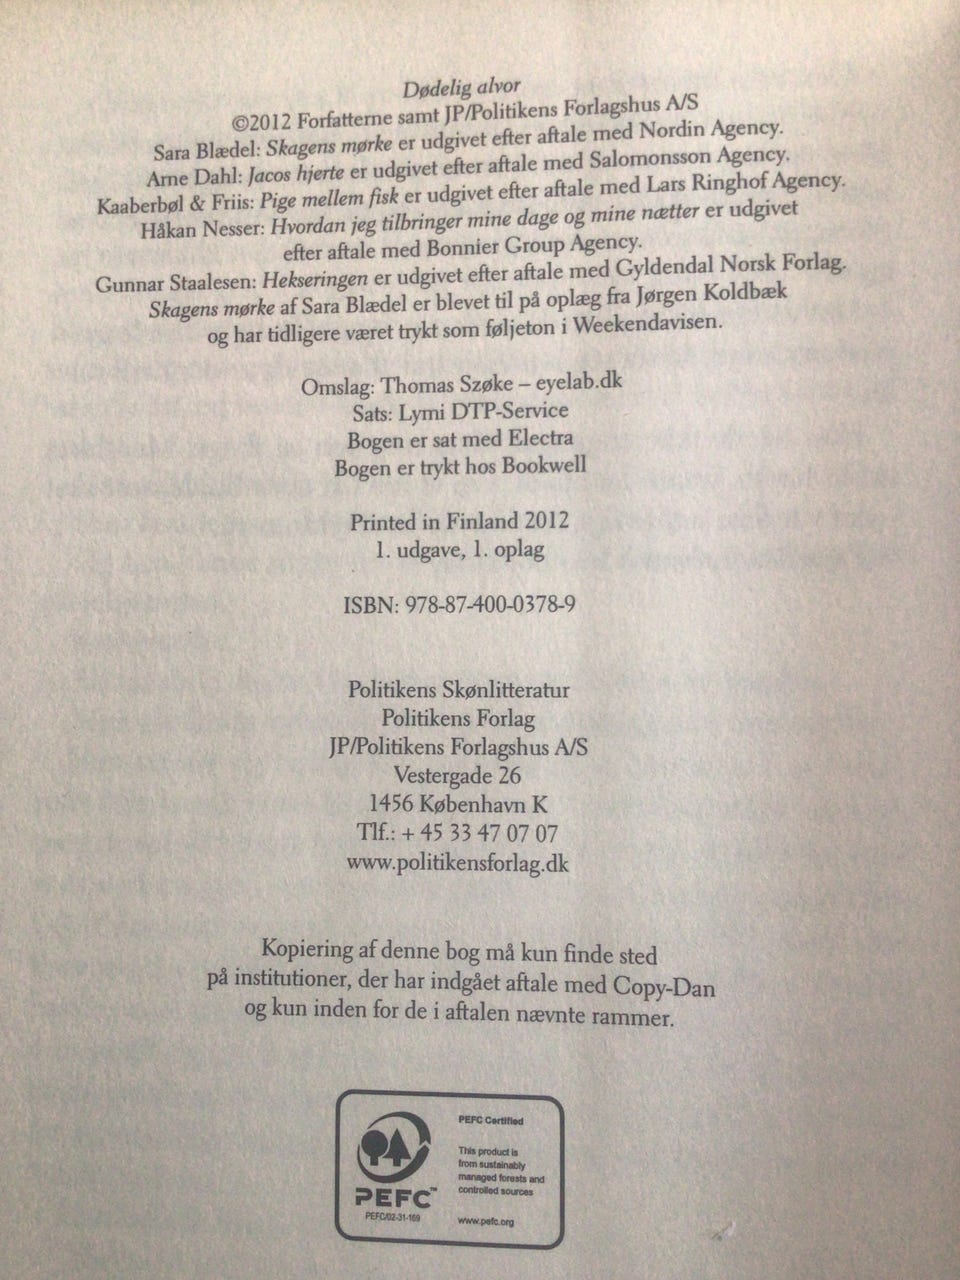 Dødelig alvor
©2012 Forfatterne samt JP/Politikens Forlagshus A/S
Sara Blædel: Skagens mørke er udgivet efter aftale med Nordin Agency.
Arne Dahl: Jacos hjerte er udgivet efter aftale med Salomonsson Agency.
Kaaberbøl & Friis: Pige mellem fisk er udgivet efter aftale med Lars Ringhof Agency.
Håkan Nesser: Hvordan jeg tilbringer mine dage og mine nætter er udgivet
efter aftale med Bonnier Group Agency.
Gunnar Staalesen: Hekseringen er udgivet efter aftale med Gyldendal Norsk Forlag.
Skagens mørke af Sara Blædel er blevet til på oplæg fra Jørgen Koldbæk
og har tidligere været trykt som føljeton i Weekendavisen.
Omslag: Thomas Szøke – eyelab.dk
Sats: Lymi DTP-Service
Bogen er sat med Electra
Bogen er trykt hos Bookwell
Printed in Finland 2012
1. udgave, 1. oplag
ISBN: 978-87-400-0378-9
Politikens Skønlitteratur
Politikens Forlag
JP/Politikens Forlagshus A/S
Vestergade 26
1456 København K
Tlf.: + 45 33 47 07 07
www.politikensforlag.dk
Kopiering af denne bog må kun finde sted
på institutioner, der har indgået aftale med Copy-Dan
og kun inden for de i aftalen nævnte rammer.
PEFC™
PEFC/02-31-169
PEFC Certified
This product is
from sustainably
managed forests and
controlled sources
www.pefc.org